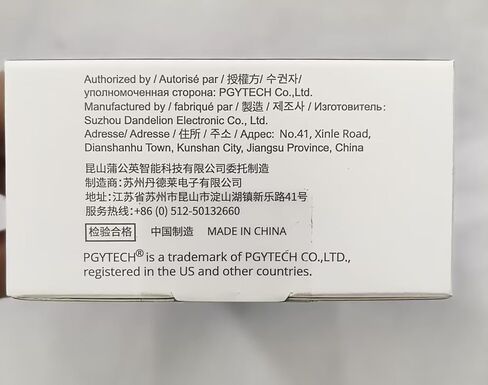 Authorized by / Autorisé par / 授權方/ 수권자/
уполномоченная сторона: PGYTECH Co.,Ltd.
Manufactured by / fabriqué par / 製造 / 제조사 / Изготовитель:
Suzhou Dandelion Electronic Co., Ltd.
Adresse/ Adresse / 住所 / 주소 / Адрес: No.41, Xinle Road,
Dianshanhu Town, Kunshan City, Jiangsu Province, China
昆山蒲公英智能科技有限公司委托制造
制造商: 苏州丹德莱电子有限公司
地址: 江苏省苏州市昆山市淀山湖镇新乐路41号
服务热线: +86 (0) 512-50132660
检验合格 中国制造 MADE IN CHINA
PGYTECH® is a trademark of PGYTECH CO.,LTD.,
registered in the US and other countries.